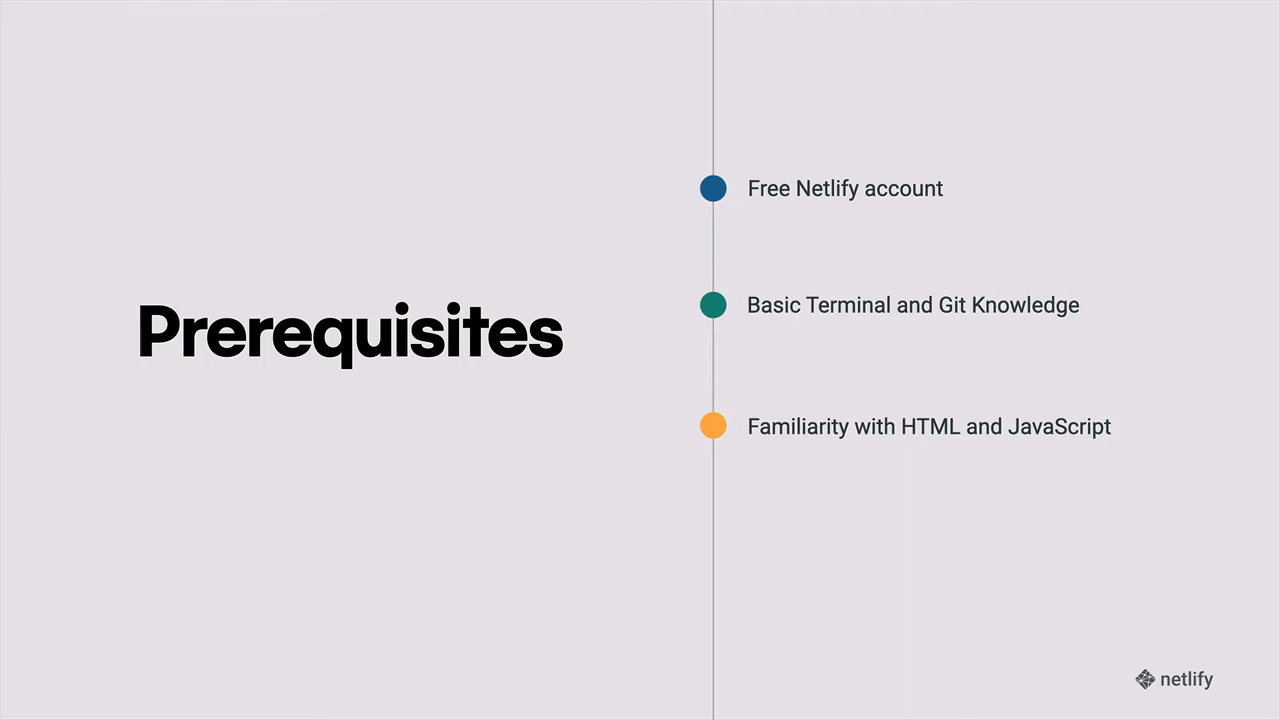 Prerequisites
Free Netlify account
Basic Terminal and Git Knowledge
Familiarity with HTML and JavaScript
netlify